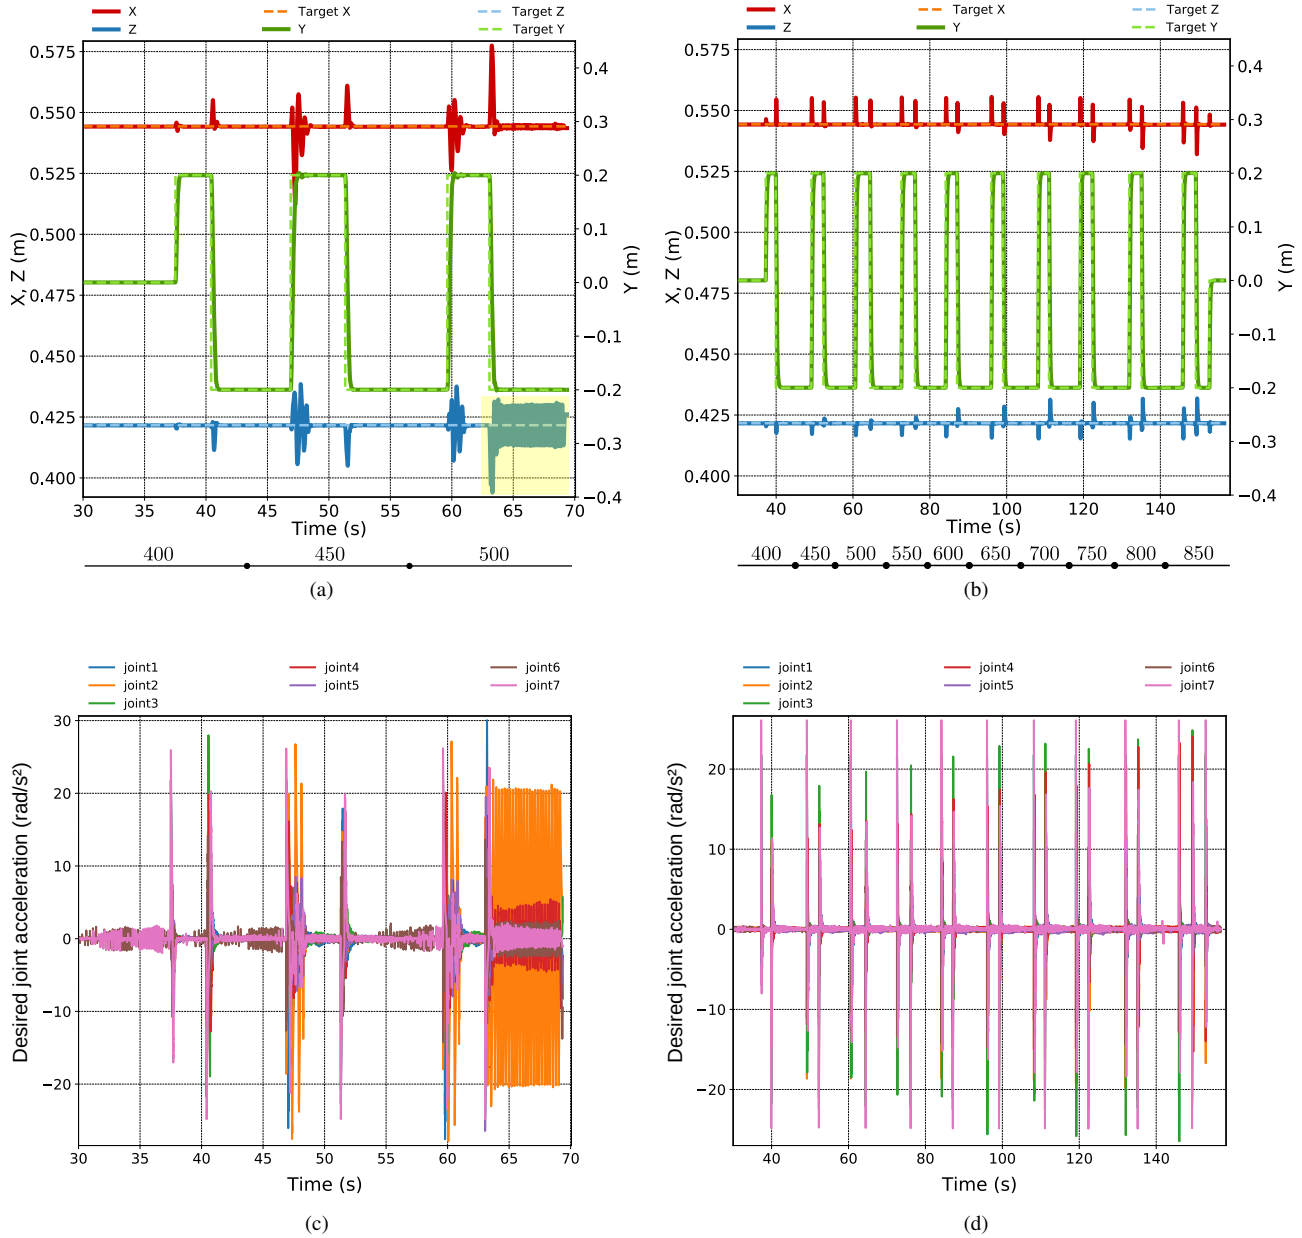 X
Target X
Target Z
Z
Y
Target Y
0.575
0.550
0.525
0.500
0.475
0.450
0.425
0.400
X, Z (m)
0.4
0.3
0.2
0.1
0.0
−0.1
−0.2
−0.3
−0.4
Y (m)
30 35 40 45 50 55 60 65 70
Time (s)
400 450 500
(a)
X
Target X
Target Z
Z
Y
Target Y
0.575
0.550
0.525
0.500
0.475
0.450
0.425
0.400
X, Z (m)
0.4
0.3
0.2
0.1
0.0
−0.1
−0.2
−0.3
−0.4
Y (m)
40 60 80 100 120 140
Time (s)
400 450 500 550 600 650 700 750 800 850
(b)
joint1
joint4
joint6
joint2
joint5
joint7
joint3
30
20
10
0
−10
−20
Desired joint acceleration (rad/s²)
30 35 40 45 50 55 60 65 70
Time (s)
(c)
joint1
joint4
joint6
joint2
joint5
joint7
joint3
20
10
0
−10
−20
Desired joint acceleration (rad/s²)
40 60 80 100 120 140
Time (s)
(d)